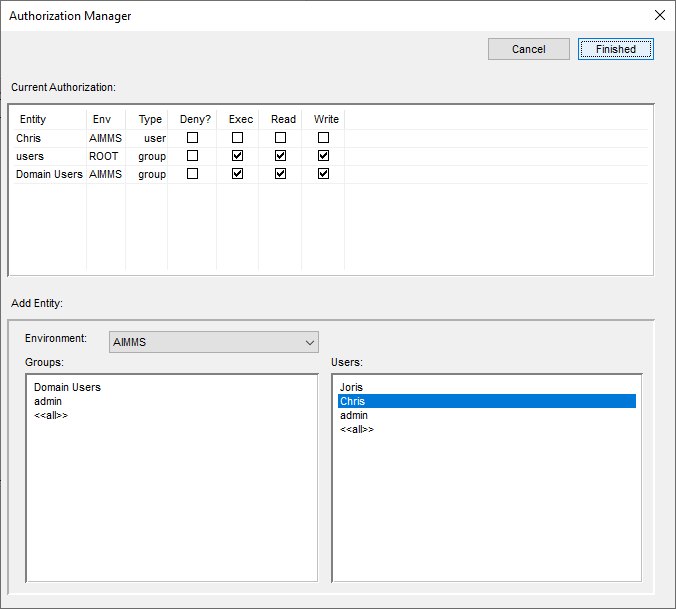 Authorization Manager
Cancel Finished
Current Authorization:
Entity Env Type Deny? Exec Read Write
Chris AIMMS user
users ROOT group
Domain Users AIMMS group
Add Entity:
Environment: AIMMS
Groups: Users:
Domain Users Joris
admin Chris
<<all>> admin
<<all>>